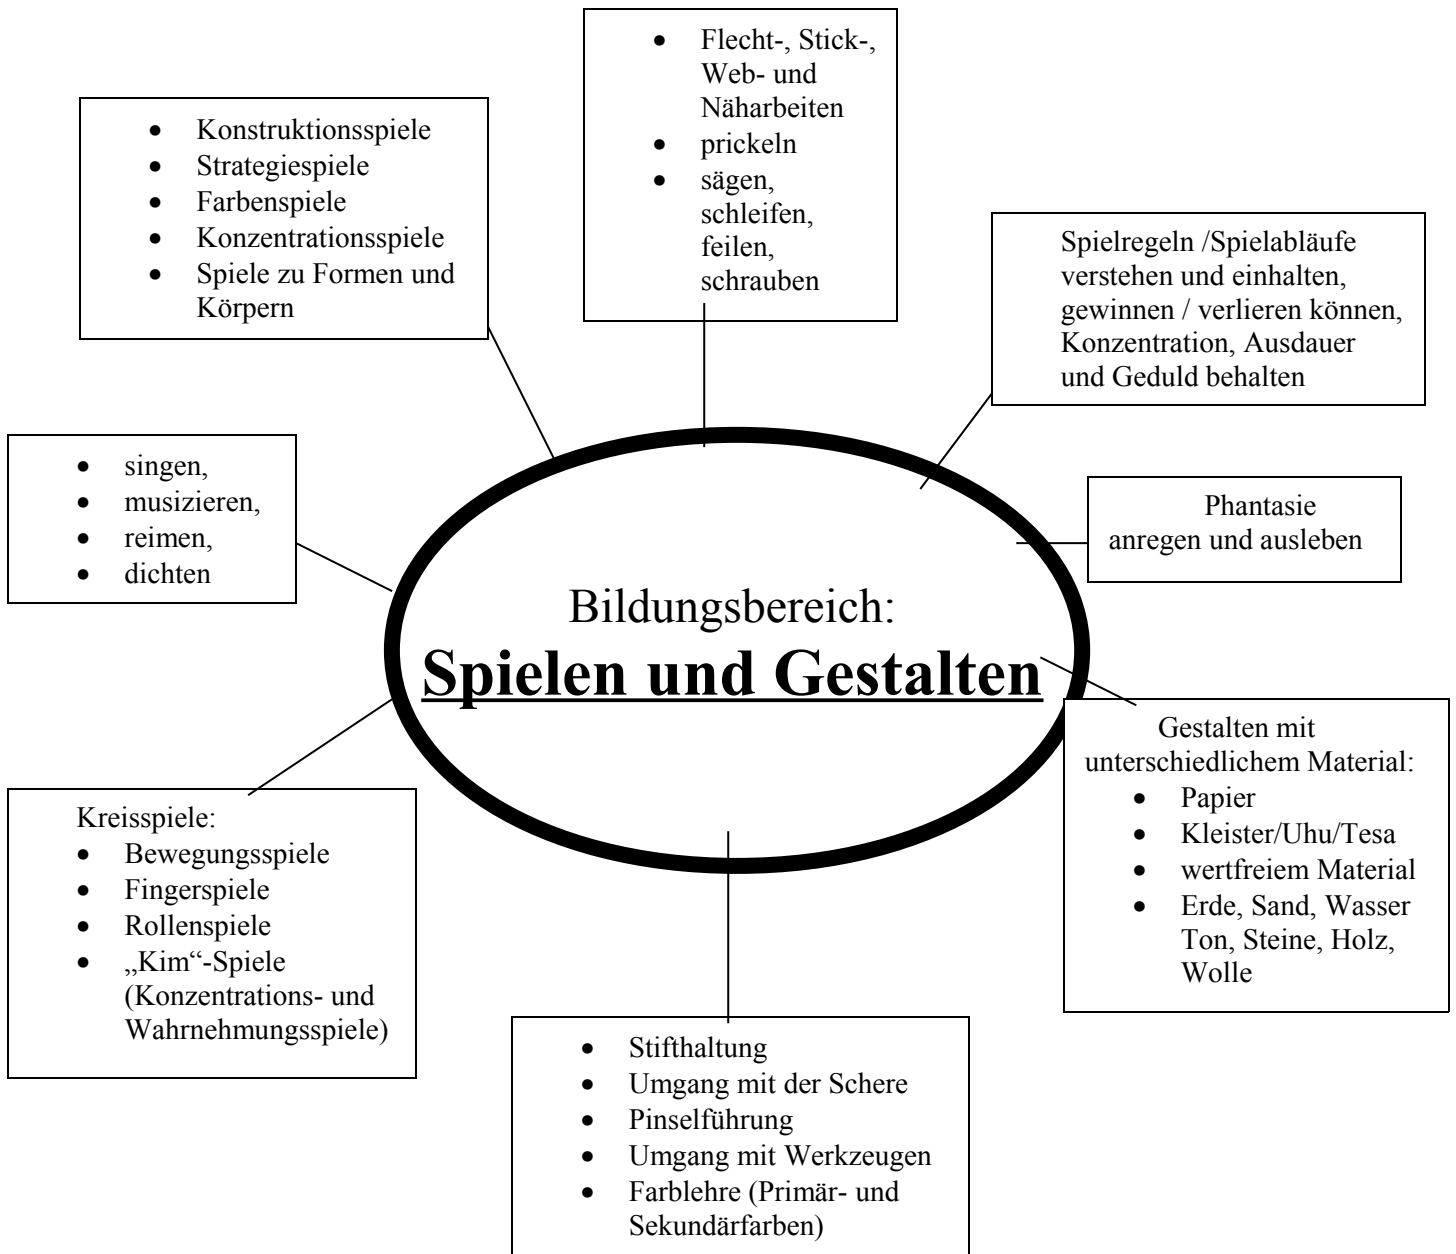 Flecht-, Stick-,
Web- und
Näharbeiten
prickeln
sägen,
schleifen,
feilen,
schrauben
Konstruktionsspiele
Strategiespiele
Farbenspiele
Konzentrationsspiele
Spiele zu Formen und
Körpern
Spielregeln /Spielabläufe
verstehen und einhalten,
gewinnen / verlieren können,
Konzentration, Ausdauer
und Geduld behalten
singen,
musizieren,
reimen,
dichten
Phantasie
anregen und ausleben
Bildungsbereich:
Spielen und Gestalten
Gestalten mit
unterschiedlichem Material:
Papier
Kleister/Uhu/Tesa
wertfreiem Material
Erde, Sand, Wasser
Ton, Steine, Holz,
Wolle
Kreisspiele:
Bewegungsspiele
Fingerspiele
Rollenspiele
„Kim“-Spiele
(Konzentrations- und
Wahrnehmungsspiele)
Stifthaltung
Umgang mit der Schere
Pinselführung
Umgang mit Werkzeugen
Farblehre (Primär- und
Sekundärfarben)